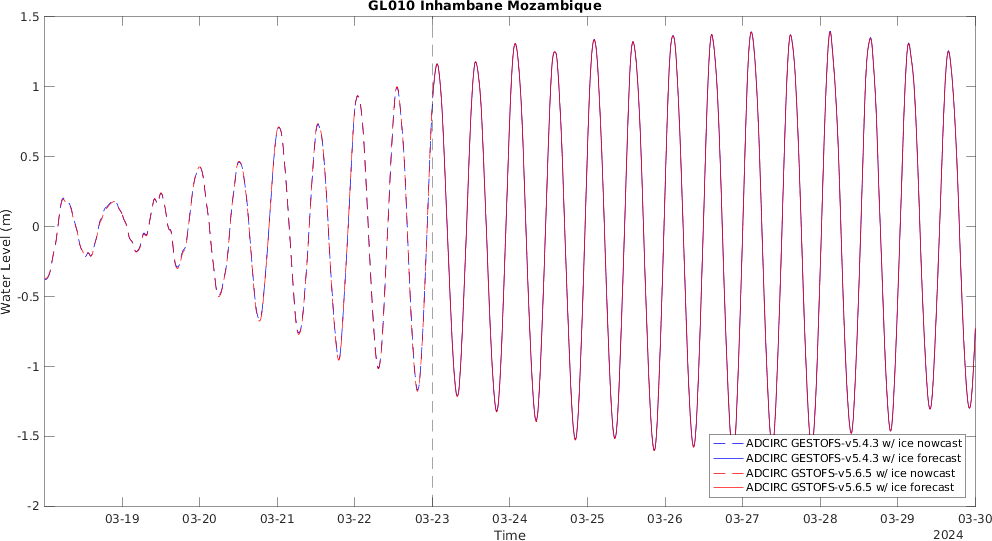 GL010 Inhambane Mozambique
1.5
1
0.5
0
-0.5
-1
-1.5
-2
Water Level (m)
ADCIRC GESTOFS-v5.4.3 w/ ice nowcast
ADCIRC GESTOFS-v5.4.3 w/ ice forecast
ADCIRC GSTOFS-v5.6.5 w/ ice nowcast
ADCIRC GSTOFS-v5.6.5 w/ ice forecast
03-19 03-20 03-21 03-22 03-23 03-24 03-25 03-26 03-27 03-28 03-29 03-30
Time
2024